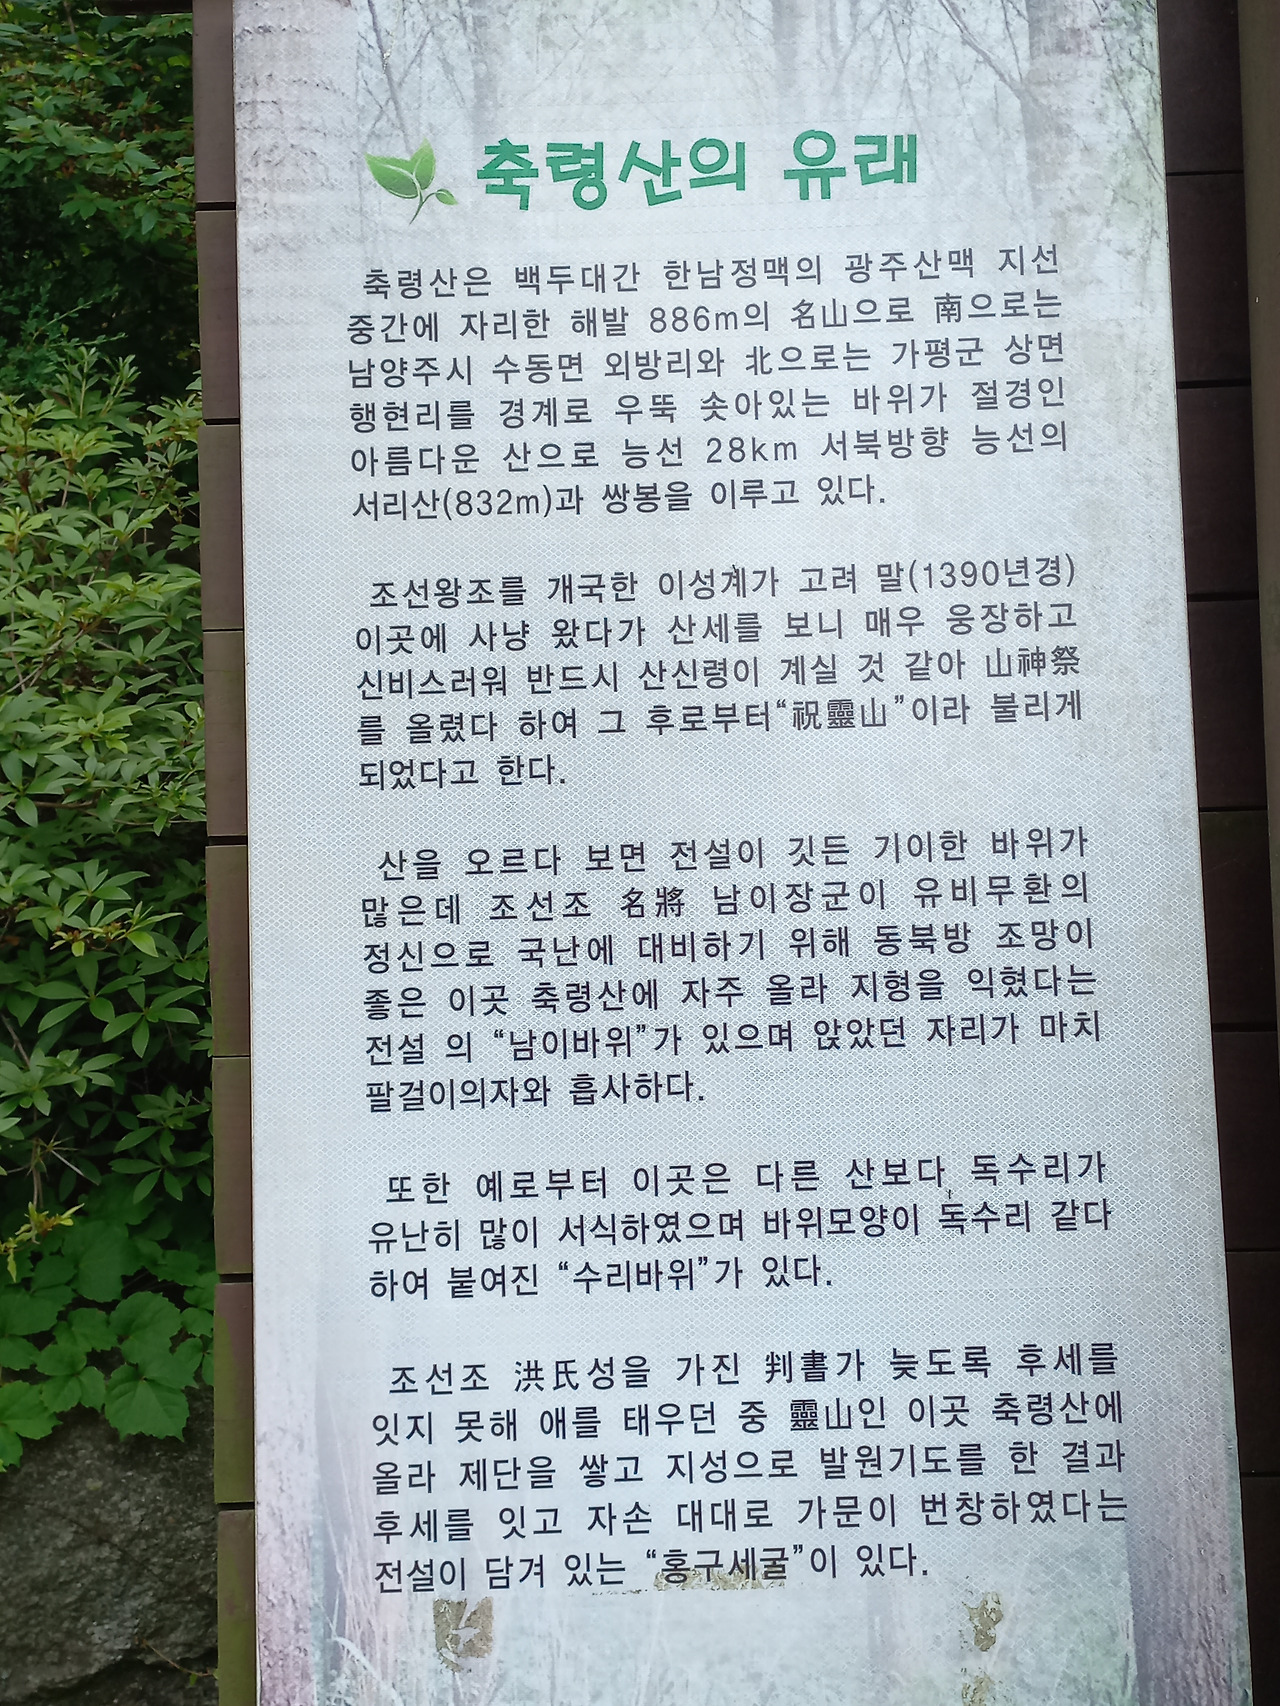 축령산의 유래
축령산은 백두대간 한남정맥의 광주산맥 지선
중간에 자리한 해발 886m의 名山으로 南으로는
남양주시 수동면 외방리와 北으로는 가평군 상면
행현리를 경계로 우뚝 솟아있는 바위가 절경인
아름다운 산으로 능선 28km 서북방향 능선의
서리산(832m)과 쌍봉을 이루고 있다.
조선왕조를 개국한 이성계가 고려 말(1390년경)
이곳에 사냥 왔다가 산세를 보니 매우 웅장하고
신비스러워 반드시 산신령이 계실 것 같아 山神祭
를 올렸다 하여 그 후로부터“祝靈山”이라 불리게
되었다고 한다.
산을 오르다 보면 전설이 깃든 기이한 바위가
많은데 조선조 名將 남이장군이 유비무환의
정신으로 국난에 대비하기 위해 동북방 조망이
좋은 이곳 축령산에 자주 올라 지형을 익혔다는
전설 의 “남이바위”가 있으며 앉았던 자리가 마치
팔걸이의자와 흡사하다.
또한 예로부터 이곳은 다른 산보다 독수리가
유난히 많이 서식하였으며 바위모양이 독수리 같다
하여 붙여진 “수리바위”가 있다.
조선조 洪氏성을 가진 判書가 늦도록 후세를
잇지 못해 애를 태우던 중 靈山인 이곳 축령산에
올라 제단을 쌓고 지성으로 발원기도를 한 결과
후세를 잇고 자손 대대로 가문이 번창하였다는
전설이 담겨 있는 “홍구세굴”이 있다.